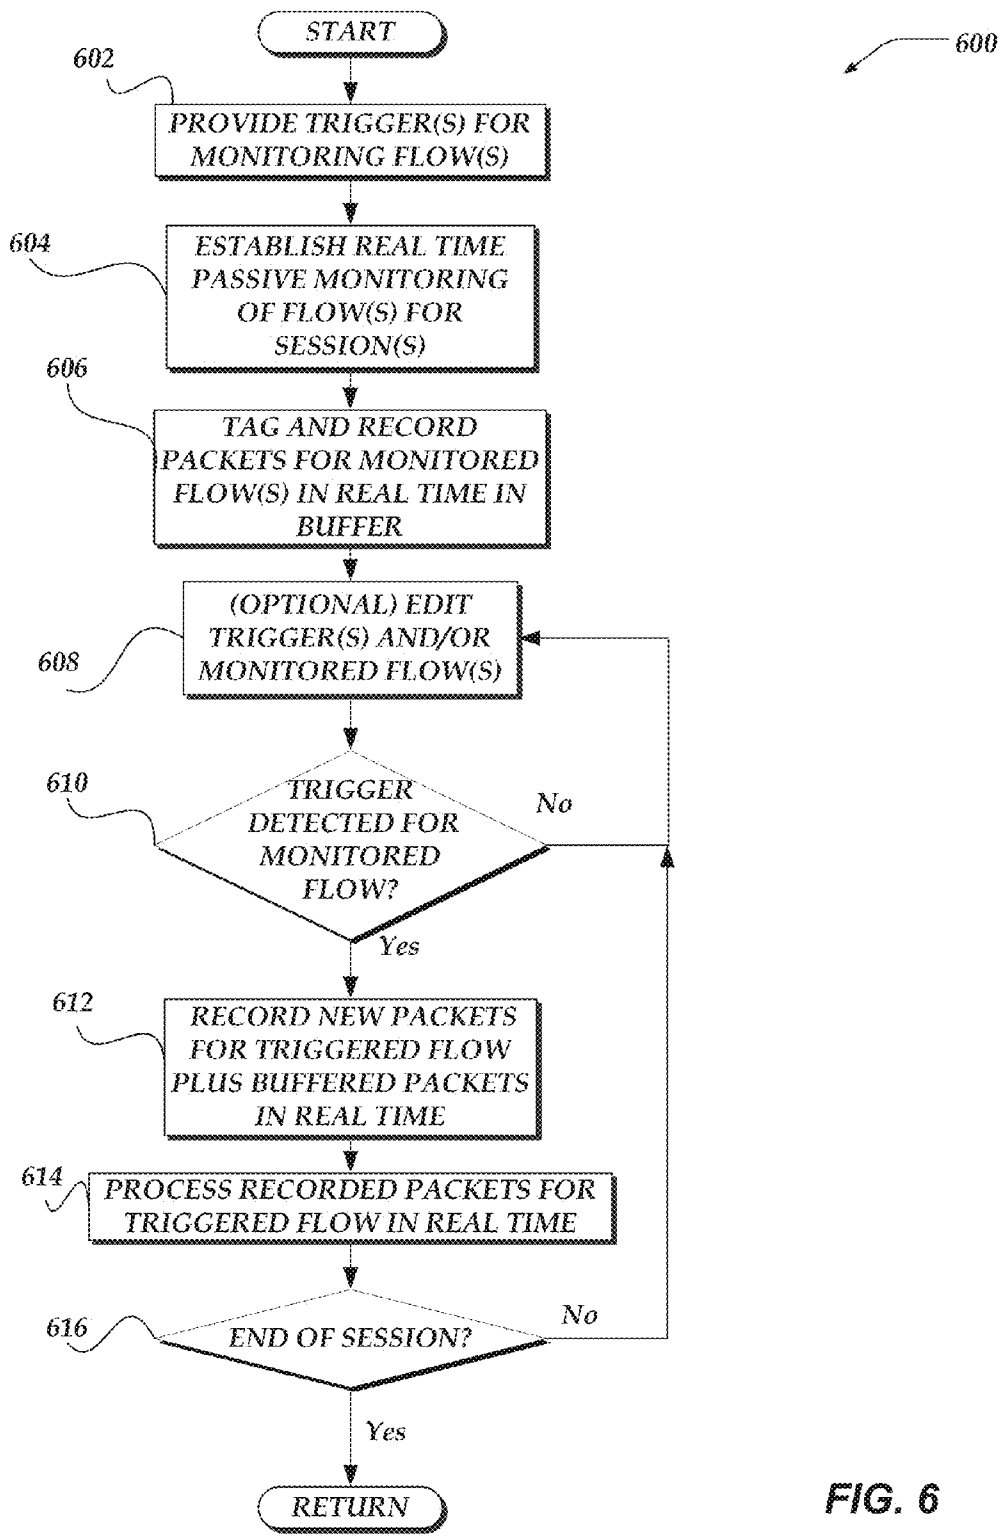 START
600
602
PROVIDE TRIGGER(S) FOR
MONITORING FLOW(S)
604
ESTABLISH REAL TIME
PASSIVE MONITORING
OF FLOW(S) FOR
SESSION(S)
606
TAG AND RECORD
PACKETS FOR MONITORED
FLOW(S) IN REAL TIME IN
BUFFER
608
(OPTIONAL) EDIT
TRIGGER(S) AND/OR
MONITORED FLOW(S)
610
TRIGGER
DETECTED FOR
MONITORED
FLOW?
No
Yes
612
RECORD NEW PACKETS
FOR TRIGGERED FLOW
PLUS BUFFERED PACKETS
IN REAL TIME
614
PROCESS RECORDED PACKETS FOR
TRIGGERED FLOW IN REAL TIME
616
END OF SESSION?
No
Yes
RETURN
FIG. 6